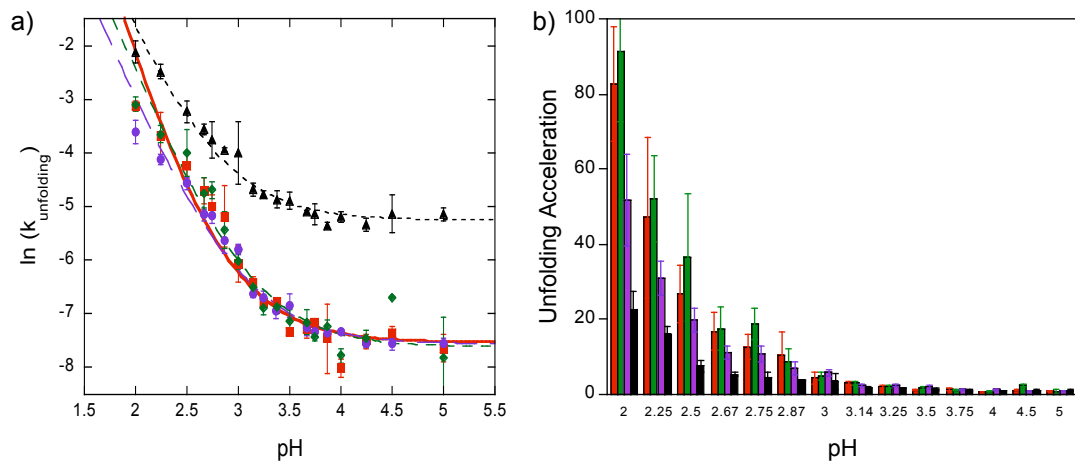 a)
ln (k unfolding)
-2
-3
-4
-5
-6
-7
-8
1.5 2 2.5 3 3.5 4 4.5 5 5.5
pH
b)
Unfolding Acceleration
100
80
60
40
20
0
2 2.25 2.5 2.67 2.75 2.87 3 3.14 3.25 3.5 3.75 4 4.5 5
pH